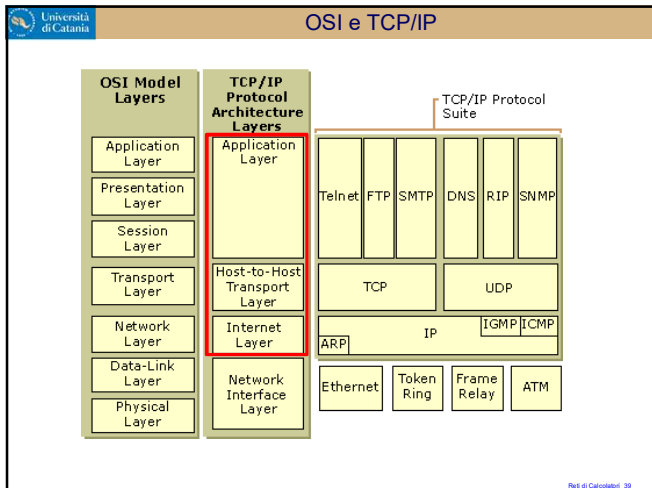 Università
di Catania
OSI e TCP/IP
OSI Model
Layers
TCP/IP
Protocol
Architecture
Layers
TCP/IP Protocol
Suite
Application
Layer
Presentation
Layer
Session
Layer
Transport
Layer
Network
Layer
Data-Link
Layer
Physical
Layer
Application
Layer
Host-to-Host
Transport
Layer
Internet
Layer
Network
Interface
Layer
Telnet FTP SMTP DNS RIP SNMP
TCP UDP
IP IGMP ICMP
ARP
Ethernet
Token
Ring
Frame
Relay
ATM
Reti di Calcolatori 39